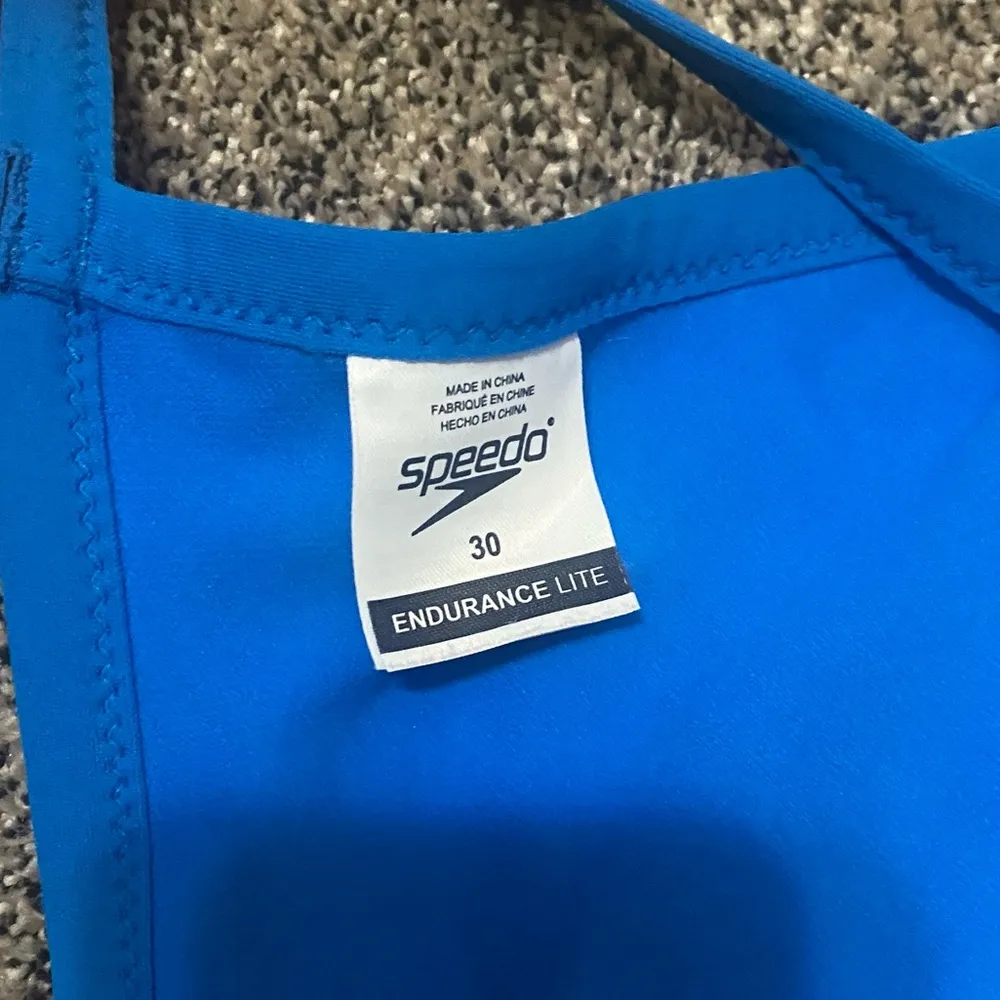 MADE IN CHINA
FABRIQUÉ EN CHINE
HECHO EN CHINA
speedo®
30
ENDURANCE LITE